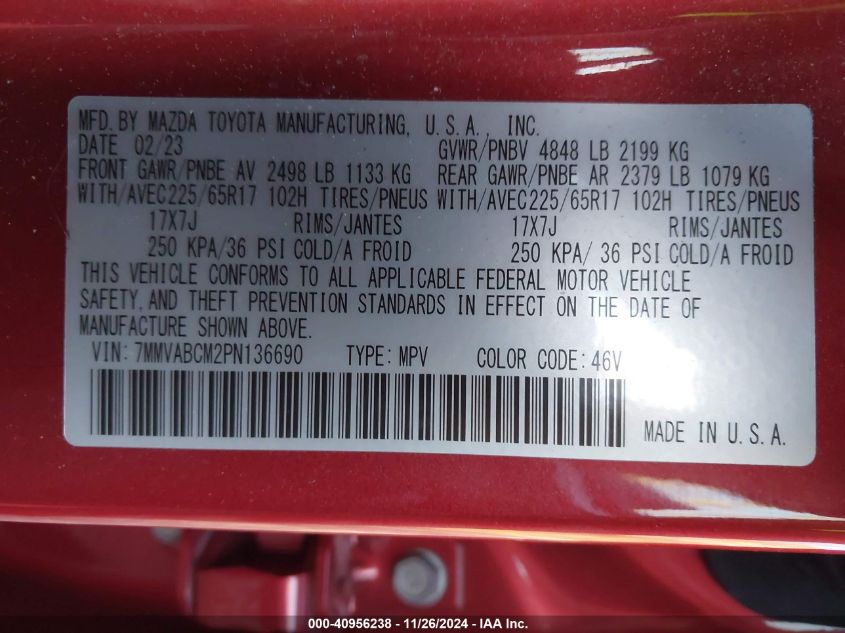 MFD. BY MAZDA TOYOTA MANUFACTURING, U.S.A., INC.
DATE 02/23 GVWR/PNBV 4848 LB 2199 KG
FRONT GAWR/PNBE AV 2498 LB 1133 KG REAR GAWR/PNBE AR 2379 LB 1079 KG
WITH/AVEC225/65R17 102H TIRES/PNEUS WITH/AVEC225/65R17 102H TIRES/PNEUS
17X7J RIMS/JANTES 17X7J RIMS/JANTES
250 KPA/36 PSI COLD/A FROID 250 KPA/ 36 PSI COLD/A FROID
THIS VEHICLE CONFORMS TO ALL APPLICABLE FEDERAL MOTOR VEHICLE
SAFETY, AND THEFT PREVENTION STANDARDS IN EFFECT ON THE DATE OF
MANUFACTURE SHOWN ABOVE.
VIN: 7MMVABCM2PN136690 TYPE: MPV COLOR CODE: 46V
MADE IN U.S.A.
000-40956238 - 11/26/2024 - IAA Inc.